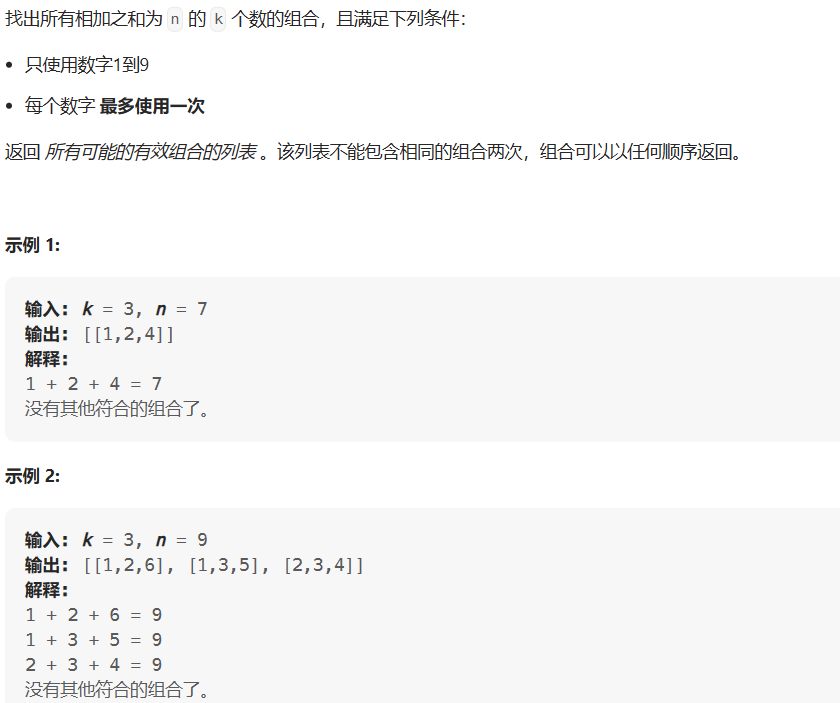 找出所有相加之和为 n 的 k 个数的组合，且满足下列条件：
• 只使用数字1到9
• 每个数字 最多使用一次
返回 所有可能的有效组合的列表 。该列表不能包含相同的组合两次，组合可以以任何顺序返回。
示例 1:
输入: k = 3, n = 7
输出: [[1,2,4]]
解释:
1 + 2 + 4 = 7
没有其他符合的组合了。
示例 2:
输入: k = 3, n = 9
输出: [[1,2,6], [1,3,5], [2,3,4]]
解释:
1 + 2 + 6 = 9
1 + 3 + 5 = 9
2 + 3 + 4 = 9
没有其他符合的组合了。